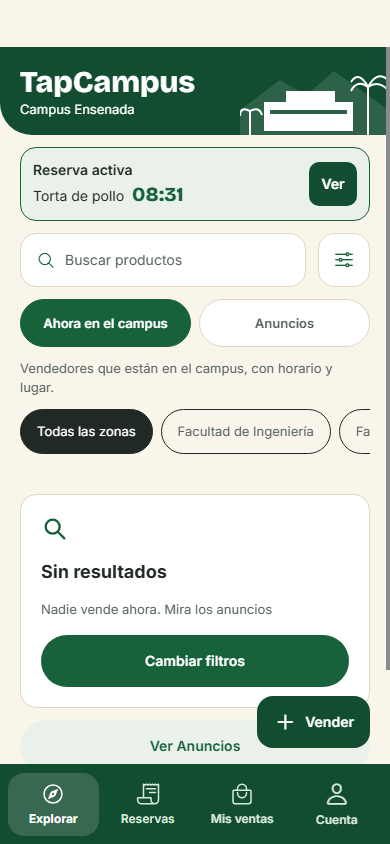 TapCampus
Campus Ensenada
Reserva activa
Torta de pollo 08:31
Ver
Buscar productos
Ahora en el campus
Anuncios
Vendedores que están en el campus, con horario y
lugar.
Todas las zonas
Facultad de Ingeniería
Fa
Sin resultados
Nadie vende ahora. Mira los anuncios
Cambiar filtros
Vender
Ver Anuncios
Explorar
Reservas
Mis ventas
Cuenta